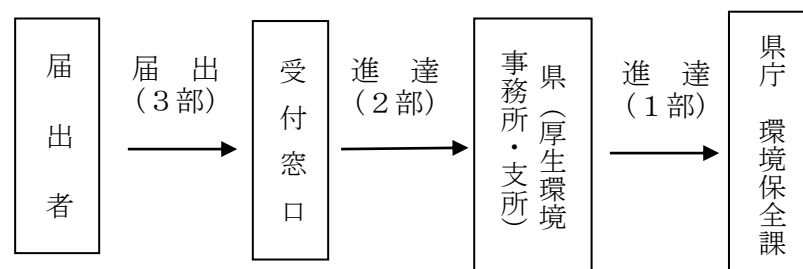 届出者
届出
（３部）
受付窓口
進達
（２部）
県（厚生環境
事務所・支所）
進達
（１部）
県庁　環境保全課